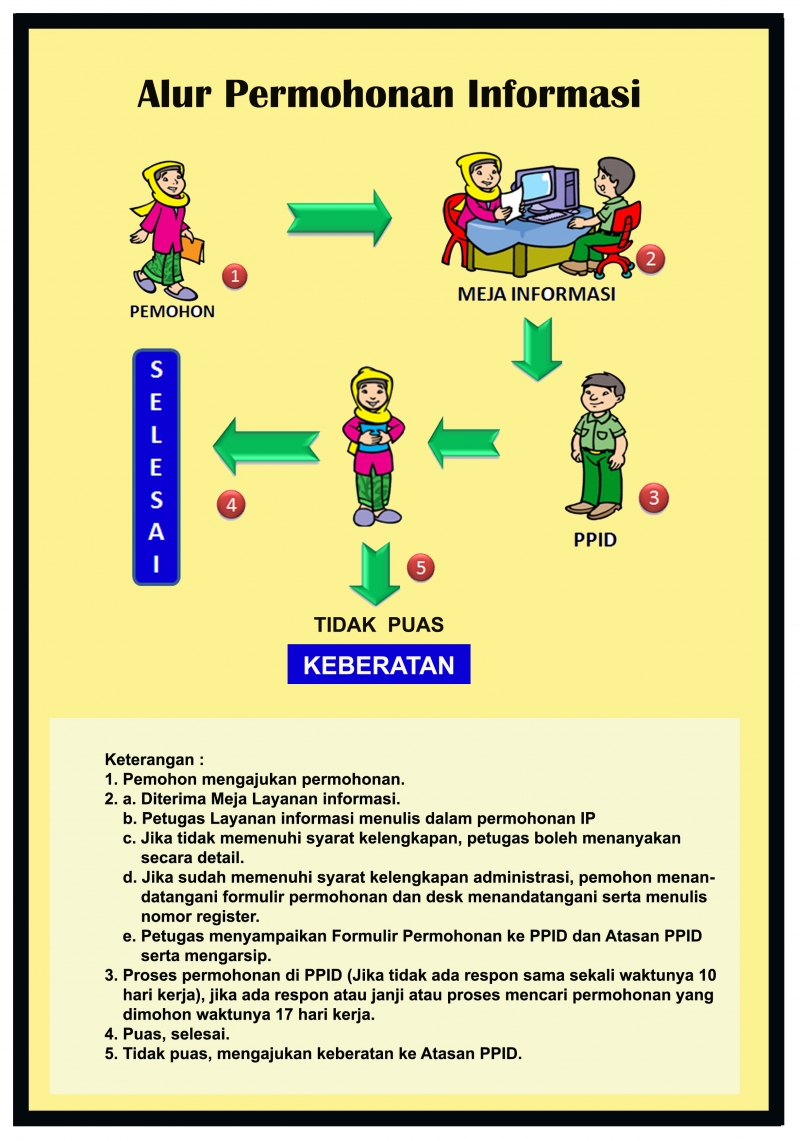 Alur Permohonan Informasi
1
PEMOHON
2
MEJA INFORMASI
3
PPID
4
SELESAI
5
TIDAK PUAS
KEBERATAN
Keterangan :
1. Pemohon mengajukan permohonan.
2. a. Diterima Meja Layanan informasi.
b. Petugas Layanan informasi menulis dalam permohonan IP
c. Jika tidak memenuhi syarat kelengkapan, petugas boleh menanyakan
secara detail.
d. Jika sudah memenuhi syarat kelengkapan administrasi, pemohon menan-
datangani formulir permohonan dan desk menandatangani serta menulis
nomor register.
e. Petugas menyampaikan Formulir Permohonan ke PPID dan Atasan PPID
serta mengarsip.
3. Proses permohonan di PPID (Jika tidak ada respon sama sekali waktunya 10
hari kerja), jika ada respon atau janji atau proses mencari permohonan yang
dimohon waktunya 17 hari kerja.
4. Puas, selesai.
5. Tidak puas, mengajukan keberatan ke Atasan PPID.